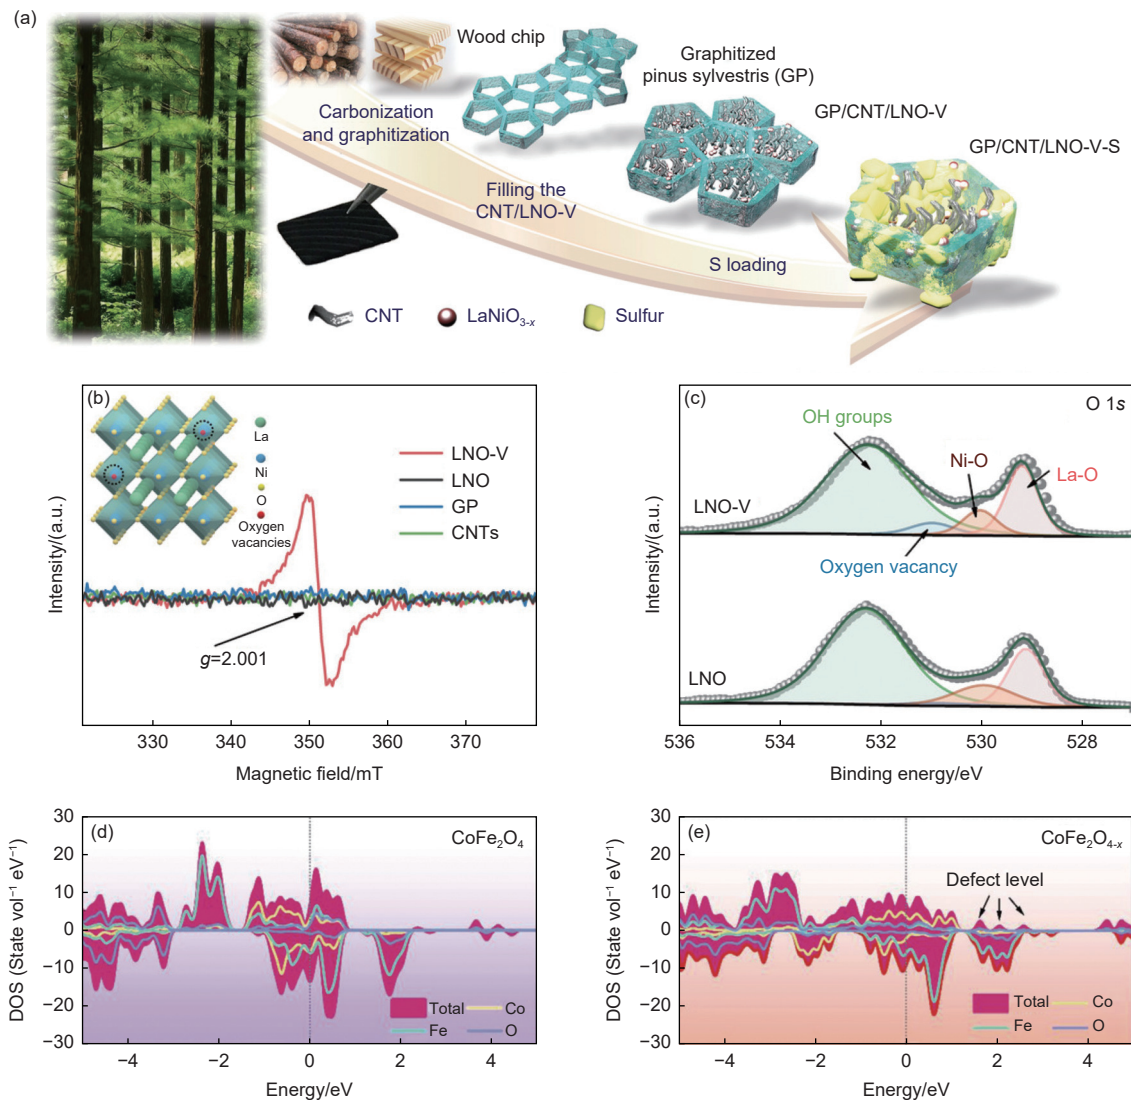 (a)
Wood chip
Graphitized
pinus sylvestris (GP)
GP/CNT/LNO-V
GP/CNT/LNO-V-S
Carbonization
and graphitization
Filling the
CNT/LNO-V
S loading
CNT
LaNiO₃₋ₓ
Sulfur
(b)
La
Ni
O
Oxygen
vacancies
LNO-V
LNO
GP
CNTs
g=2.001
Intensity/(a.u.)
330
340
350
360
370
Magnetic field/mT
(c)
O 1s
OH groups
Ni-O
La-O
LNO-V
Oxygen vacancy
LNO
Intensity/(a.u.)
536
534
532
530
528
Binding energy/eV
(d)
CoFe₂O₄
DOS (State vol⁻¹ eV⁻¹)
30
20
10
0
−10
−20
−30
Total
Co
Fe
O
−4
−2
0
2
4
Energy/eV
(e)
CoFe₂O₄₋ₓ
Defect level
DOS (State vol⁻¹ eV⁻¹)
30
20
10
0
−10
−20
−30
Total
Co
Fe
O
−4
−2
0
2
4
Energy/eV